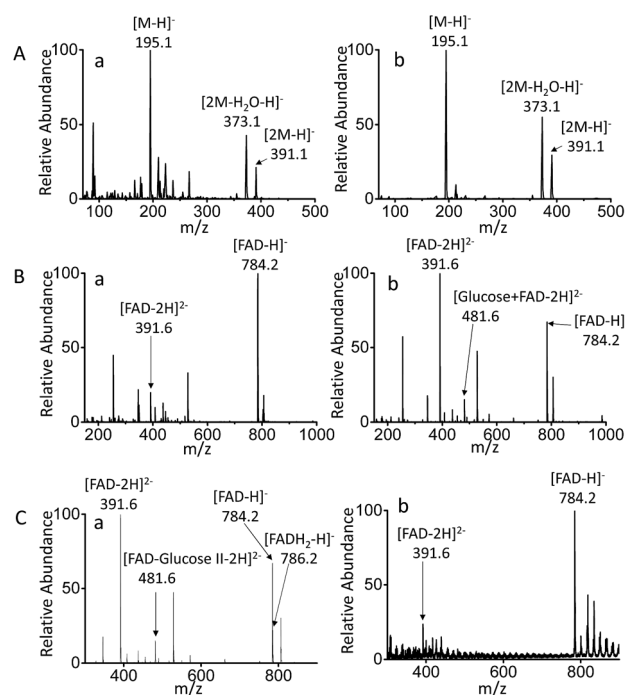 A
a
[M-H]-
195.1
[2M-H2O-H]-
373.1
[2M-H]-
391.1
Relative Abundance
100
50
0
100 200 300 400 500
m/z
b
[M-H]-
195.1
[2M-H2O-H]-
373.1
[2M-H]-
391.1
Relative Abundance
100
50
0
100 200 300 400 500
m/z
B
a
[FAD-H]-
784.2
[FAD-2H]2-
391.6
Relative Abundance
100
50
0
200 400 600 800 1000
m/z
[FAD-2H]2-
391.6
b
[Glucose+FAD-2H]2-
481.6
[FAD-H]
784.2
Relative Abundance
100
50
0
200 400 600 800 1000
m/z
C
[FAD-2H]2-
391.6
a
[FAD-H]-
784.2
[FADH2-H]-
786.2
[FAD-Glucose II-2H]2-
481.6
Relative Abundance
100
50
0
400 600 800
m/z
b
[FAD-H]-
784.2
[FAD-2H]2-
391.6
Relative Abundance
100
50
0
400 600 800
m/z